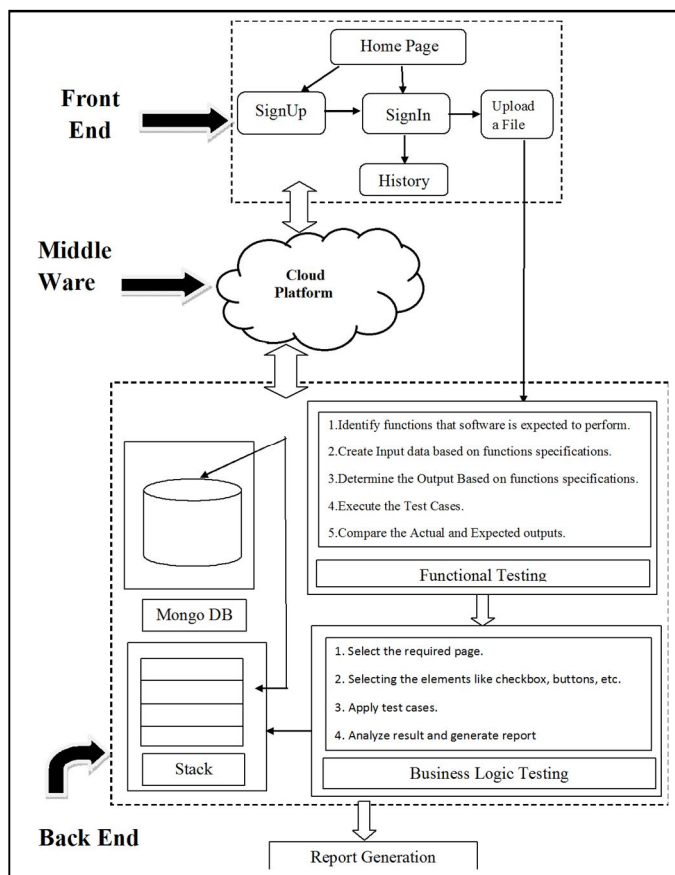 Home Page
Front
End
SignUp
SignIn
Upload
a File
History
Middle
Ware
Cloud
Platform
1.Identify functions that software is expected to perform.
2.Create Input data based on functions specifications.
3.Determine the Output Based on functions specifications.
4.Execute the Test Cases.
5.Compare the Actual and Expected outputs.
Functional Testing
Mongo DB
1. Select the required page.
2. Selecting the elements like checkbox, buttons, etc.
3. Apply test cases.
4. Analyze result and generate report
Stack
Business Logic Testing
Back End
Report Generation